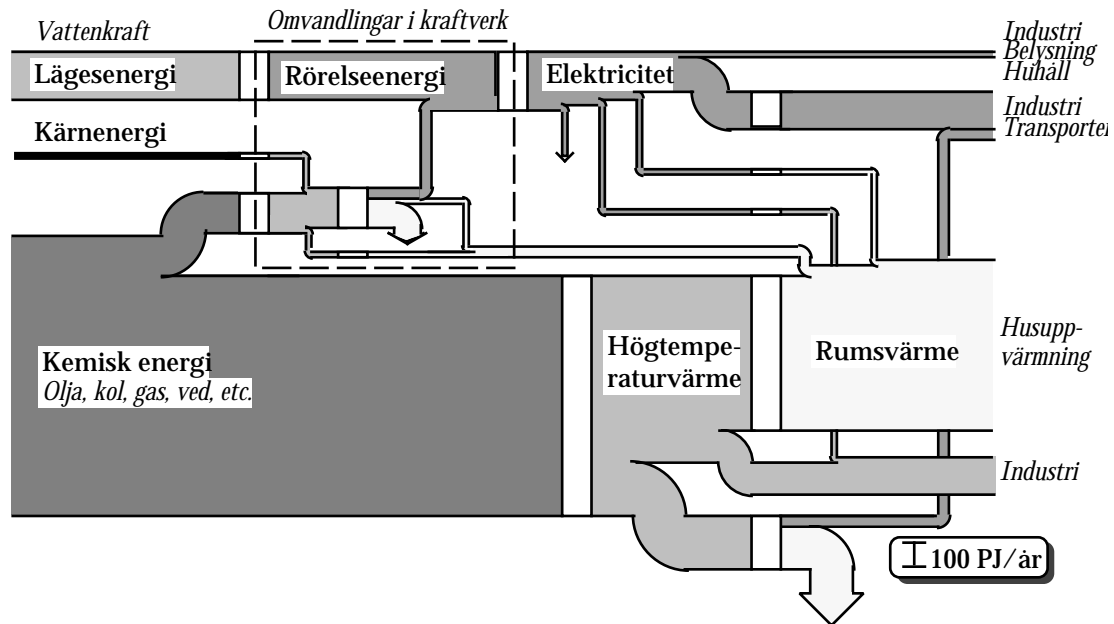 Vattenkraft
Omvandlingar i kraftverk
Industri
Belysning
Huhåll
Lägesenergi
Rörelseenergi
Elektricitet
Industri
Transporter
Kärnenergi
Kemisk energi
Olja, kol, gas, ved, etc.
Högtempe-
raturvärme
Rumsvärme
Husupp-
värmning
Industri
100 PJ/år